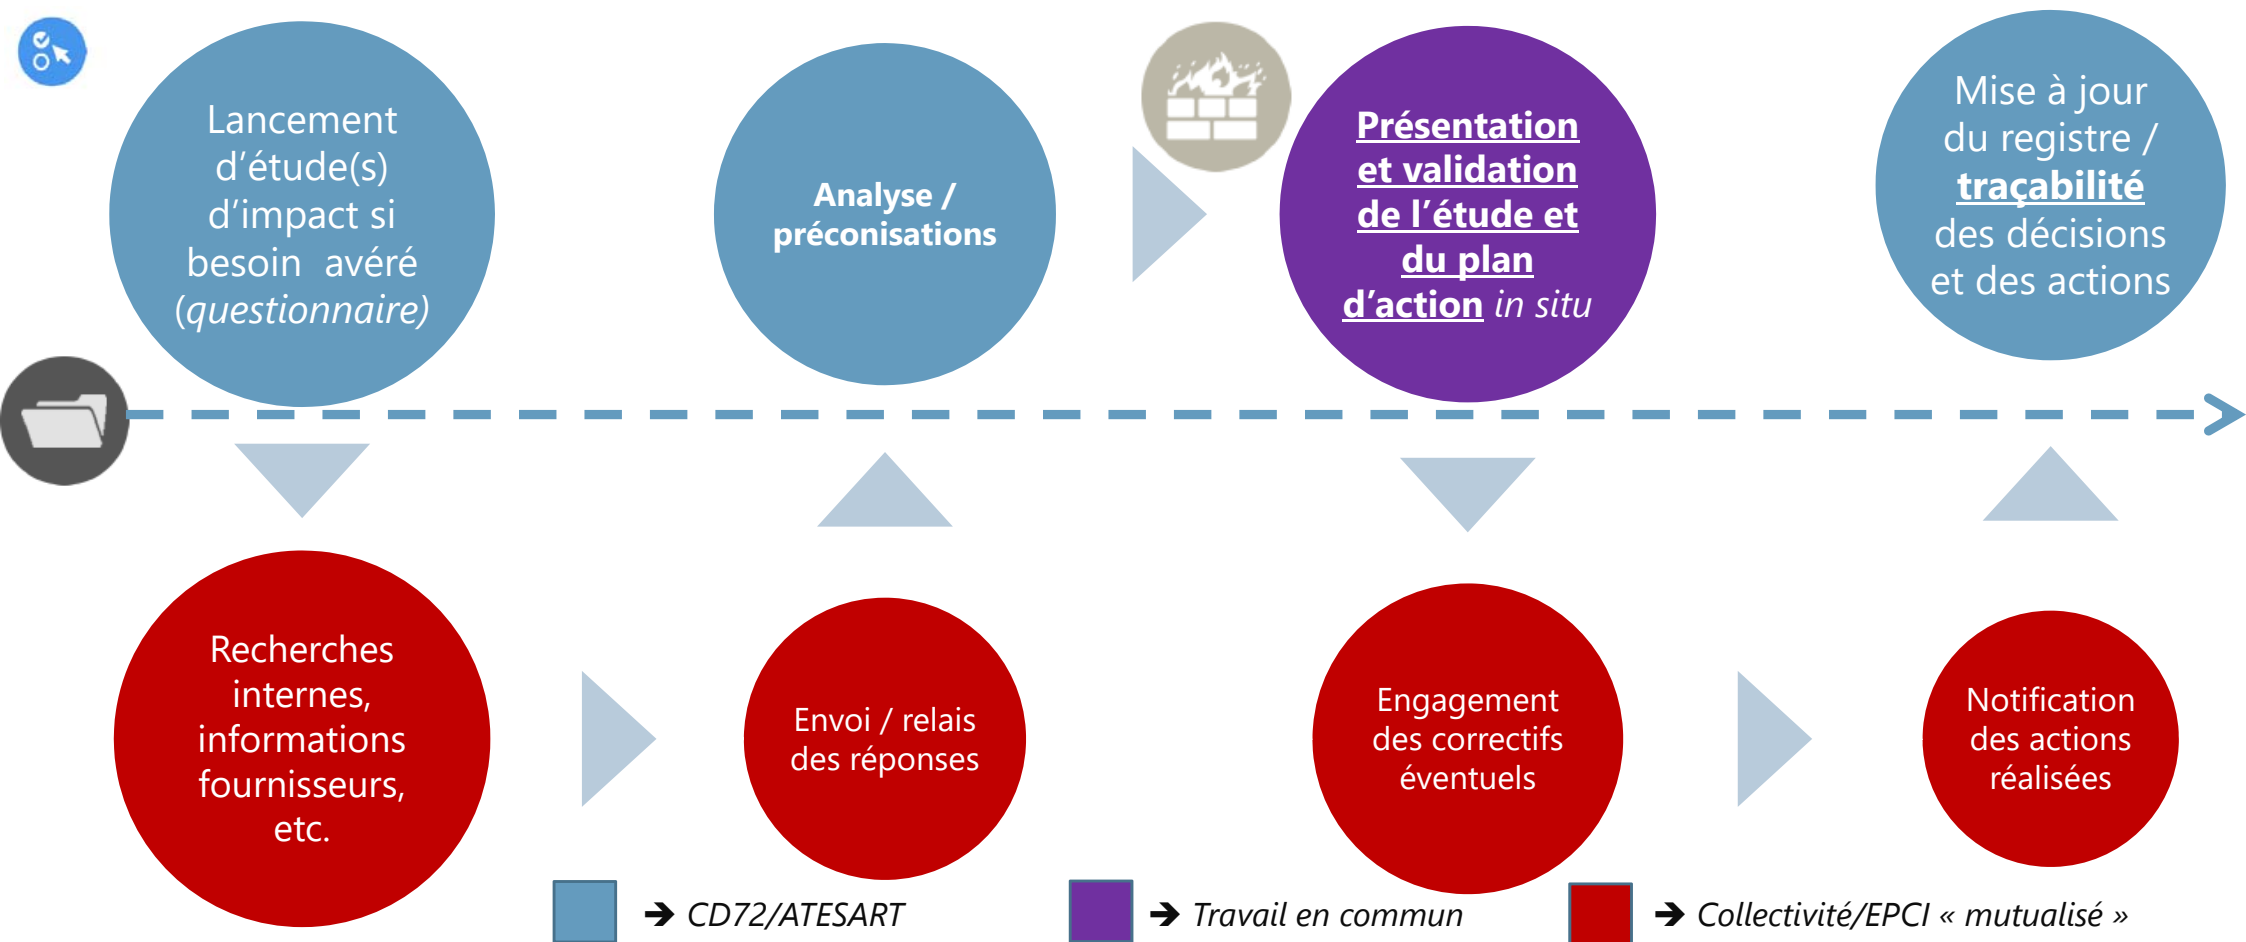 Lancement
d’étude(s)
d’impact si
besoin avéré
(questionnaire)
Analyse /
préconisations
Présentation
et validation
de l’étude et
du plan
d’action in situ
Mise à jour
du registre /
traçabilité
des décisions
et des actions
Recherches
internes,
informations
fournisseurs,
etc.
Envoi / relais
des réponses
Engagement
des correctifs
éventuels
Notification
des actions
réalisées
➔ CD72/ATESART
➔ Travail en commun
➔ Collectivité/EPCI « mutualisé »